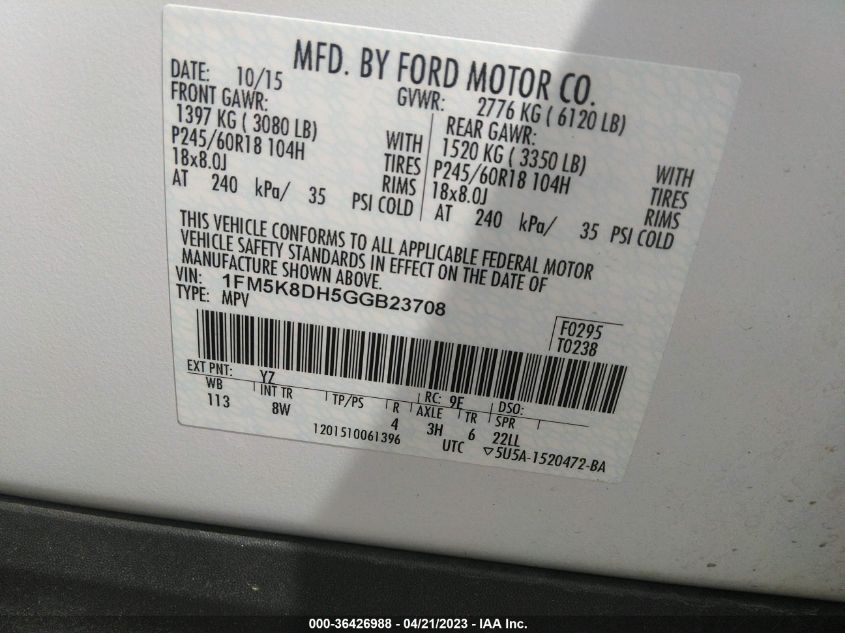 MFD. BY FORD MOTOR CO.
DATE: 10/15 GVWR: 2776 KG ( 6120 LB)
FRONT GAWR: REAR GAWR:
1397 KG ( 3080 LB) WITH 1520 KG ( 3350 LB) WITH
P245/60R18 104H TIRES P245/60R18 104H TIRES
18x8.0J RIMS 18x8.0J RIMS
AT 240 kPa/ 35 PSI COLD AT 240 kPa/ 35 PSI COLD
THIS VEHICLE CONFORMS TO ALL APPLICABLE FEDERAL MOTOR
VEHICLE SAFETY STANDARDS IN EFFECT ON THE DATE OF
MANUFACTURE SHOWN ABOVE.
VIN: 1FM5K8DH5GGB23708
TYPE: MPV
F0295
T0238
EXT PNT: YZ RC: 9E DSO:
WB INT TR TP/PS R AXLE TR SPR
113 8W 4 3H 6 22LL
1201510061396 UTC ▽5U5A-1520472-BA
000-36426988 - 04/21/2023 - IAA Inc.